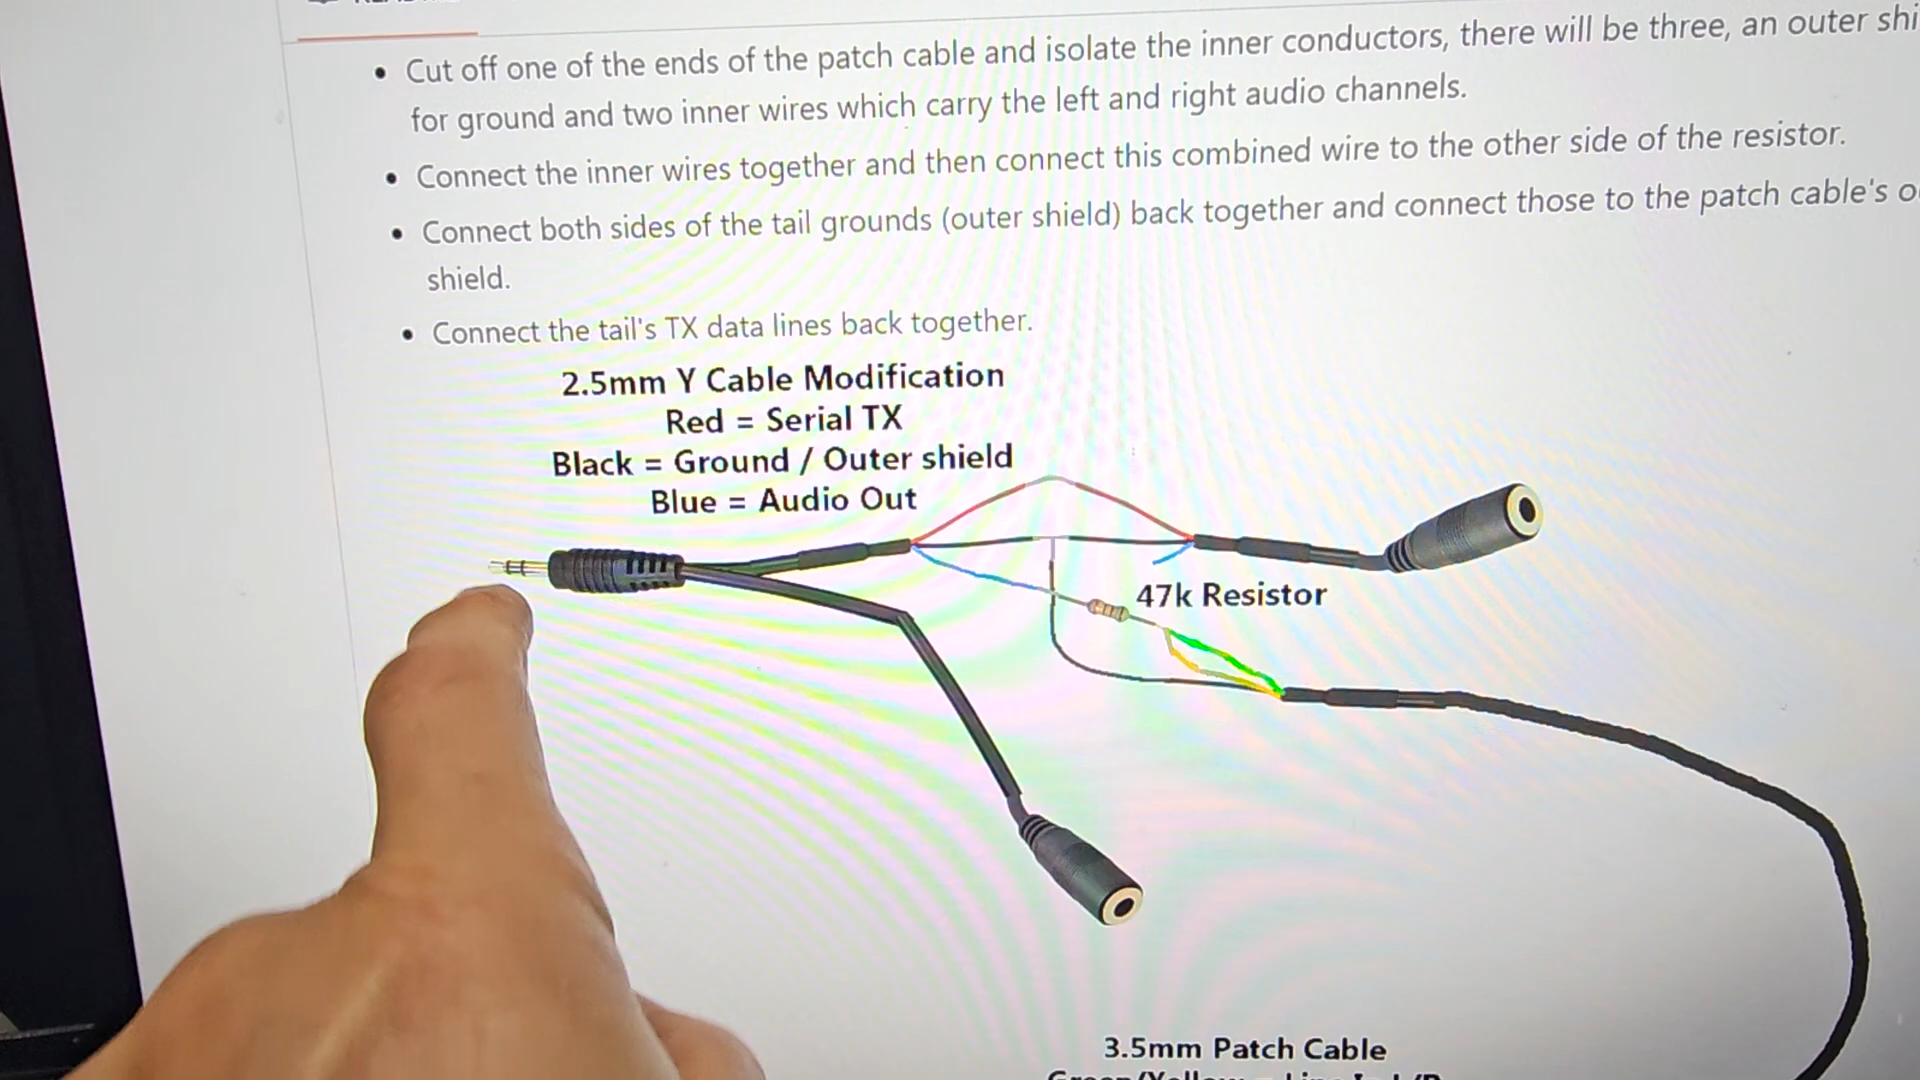 Cut off one of the ends of the patch cable and isolate the inner conductors, there will be three, an outer
for ground and two inner wires which carry the left and right audio channels.
Connect the inner wires together and then connect this combined wire to the other side of the resistor.
Connect both sides of the tail grounds (outer shield) back together and connect those to the patch cable's
shield.
Connect the tail's TX data lines back together.
2.5mm Y Cable Modification
Red = Serial TX
Black = Ground / Outer shield
Blue = Audio Out
47k Resistor
3.5mm Patch Cable